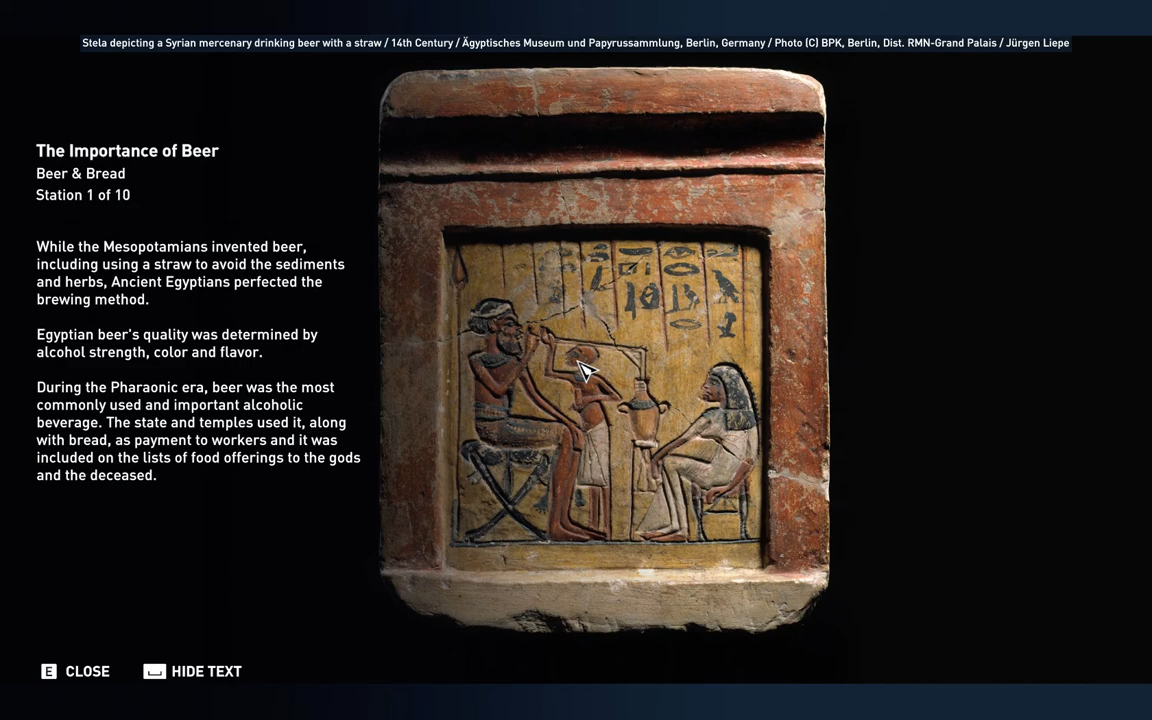 Stela depicting a Syrian mercenary drinking beer with a straw / 14th Century / Ägyptisches Museum und Papyrussammlung, Berlin, Germany / Photo (C) BPK, Berlin, Dist. RMN-Grand Palais / Jürgen Liepe
The Importance of Beer
Beer & Bread
Station 1 of 10
While the Mesopotamians invented beer,
including using a straw to avoid the sediments
and herbs, Ancient Egyptians perfected the
brewing method.
Egyptian beer's quality was determined by
alcohol strength, color and flavor.
During the Pharaonic era, beer was the most
commonly used and important alcoholic
beverage. The state and temples used it, along
with bread, as payment to workers and it was
included on the lists of food offerings to the gods
and the deceased.
E CLOSE
HIDE TEXT